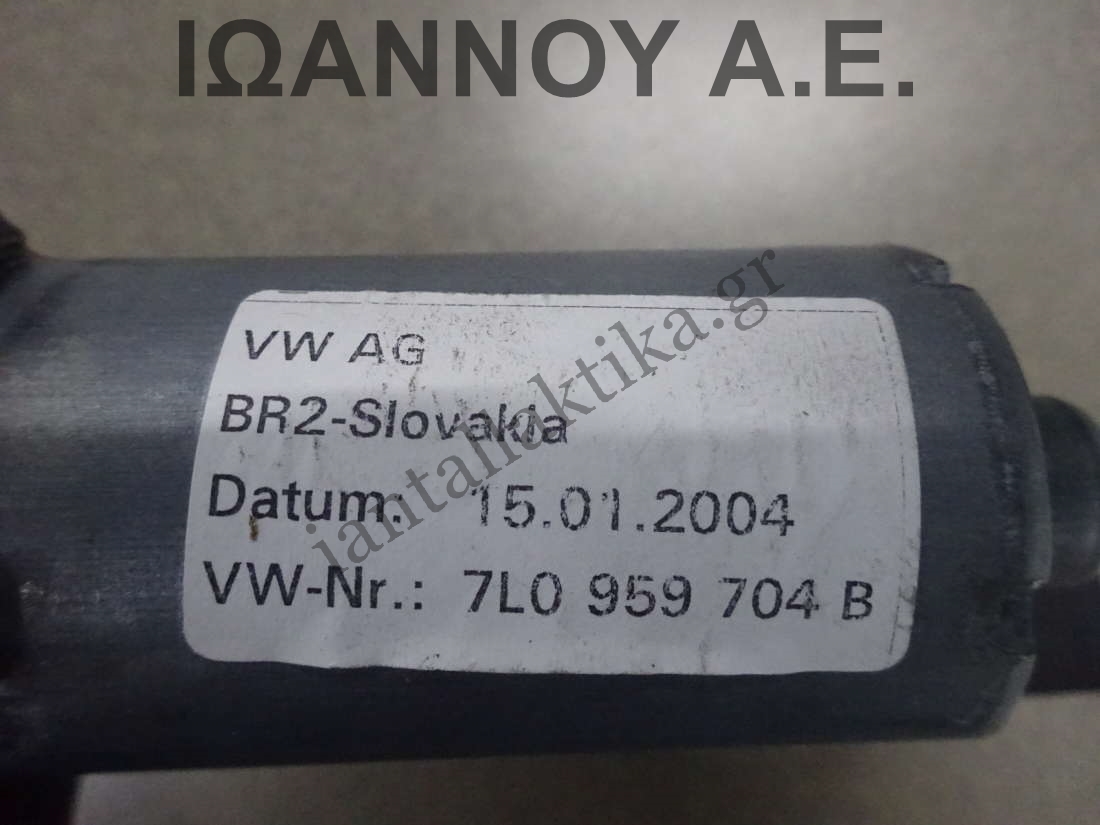 ΙΩΑΝΝΟΥ Α.Ε.
VW AG
BR2-Slovakia
Datum: 15.01.2004
VW-Nr.: 7L0 959 704 B
iantallaktika.gr